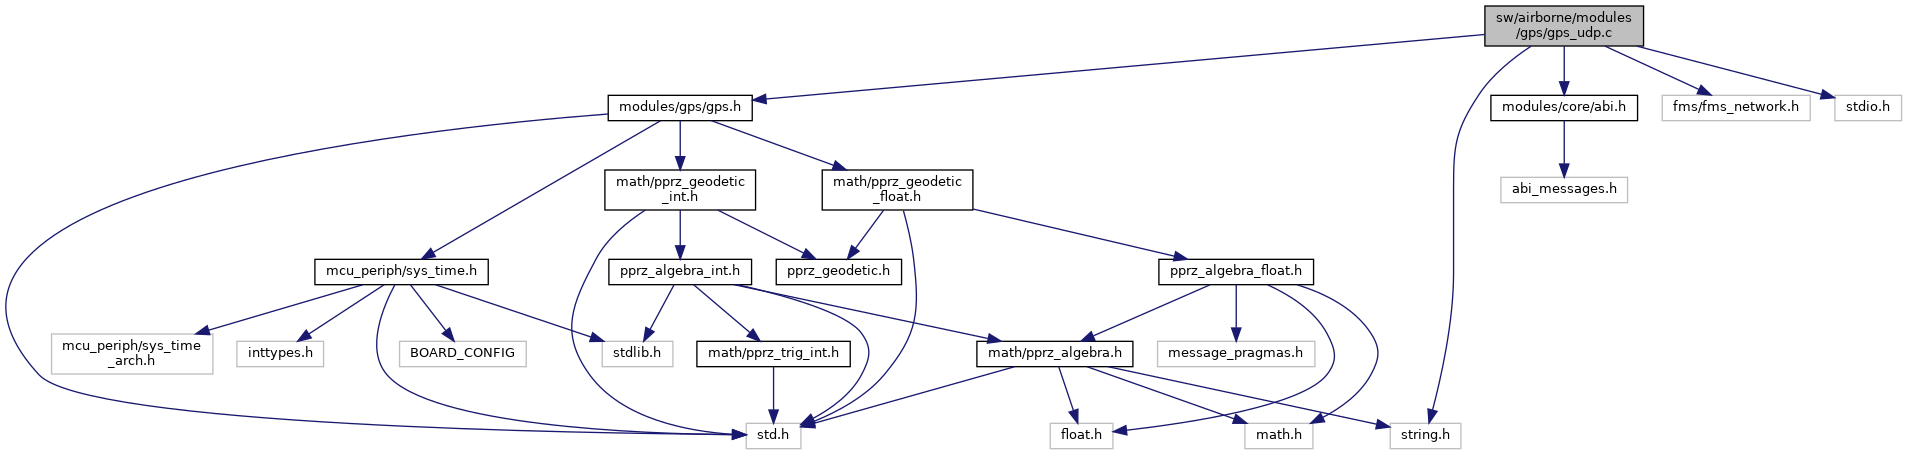 sw/airborne/modules
/gps/gps_udp.c
modules/gps/gps.h
modules/core/abi.h
fms/fms_network.h
stdio.h
math/pprz_geodetic
_int.h
math/pprz_geodetic
_float.h
abi_messages.h
mcu_periph/sys_time.h
pprz_algebra_int.h
pprz_geodetic.h
pprz_algebra_float.h
mcu_periph/sys_time
_arch.h
inttypes.h
BOARD_CONFIG
stdlib.h
math/pprz_trig_int.h
math/pprz_algebra.h
message_pragmas.h
std.h
float.h
math.h
string.h